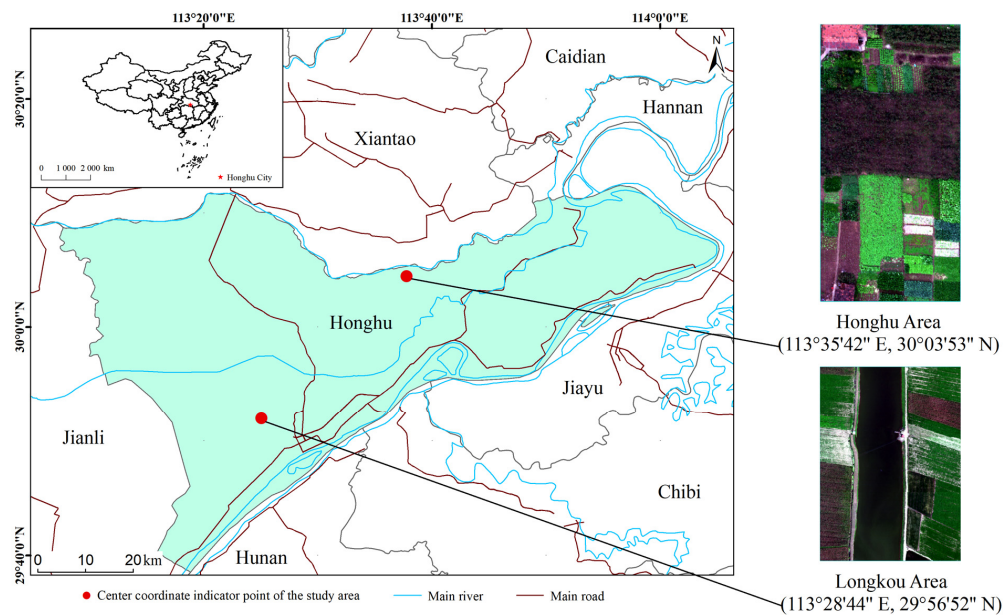 113°20'0"E
113°40'0"E
114°00'0"E
30°20'0"N
30°00'0"N
29°40'0"N
N
0 1 000 2 000 km
Honghu City
Caidian
Hannan
Xiantao
Honghu
Jiayu
Jianli
Chibi
Hunan
0 10 20 km
Honghu Area
(113°35'42" E, 30°03'53" N)
Longkou Area
(113°28'44" E, 29°56'52" N)
Center coordinate indicator point of the study area
Main river
Main road